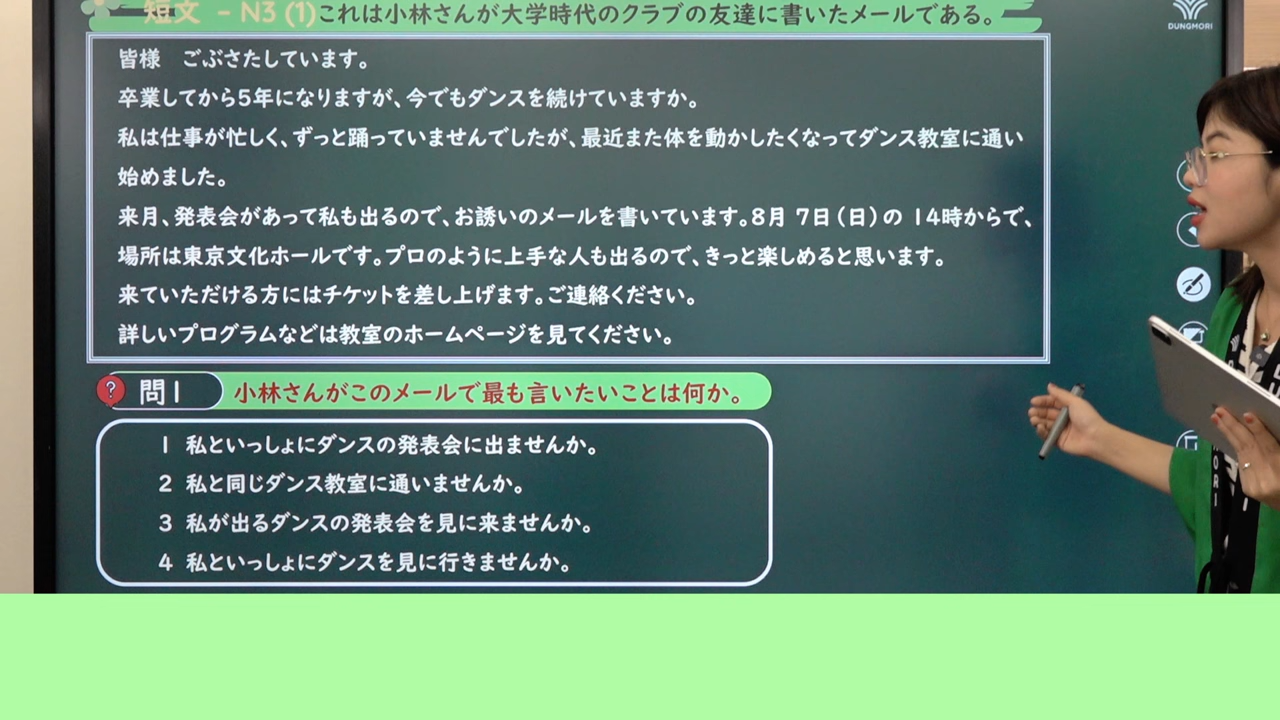 短文 - N3 (1)これは小林さんが大学時代のクラブの友達に書いたメールである。
DUNGMORI
皆様　ごぶさたしています。
卒業してから5年になりますが、今でもダンスを続けていますか。
私は仕事が忙しく、ずっと踊っていませんでしたが、最近また体を動かしたくなってダンス教室に通い
始めました。
来月、発表会があって私も出るので、お誘いのメールを書いています。8月 7日(日)の 14時からで、
場所は東京文化ホールです。プロのように上手な人も出るので、きっと楽しめると思います。
来ていただける方にはチケットを差し上げます。ご連絡ください。
詳しいプログラムなどは教室のホームページを見てください。
? 問1 小林さんがこのメールで最も言いたいことは何か。
1 私といっしょにダンスの発表会に出ませんか。
2 私と同じダンス教室に通いませんか。
3 私が出るダンスの発表会を見に来ませんか。
4 私といっしょにダンスを見に行きませんか。